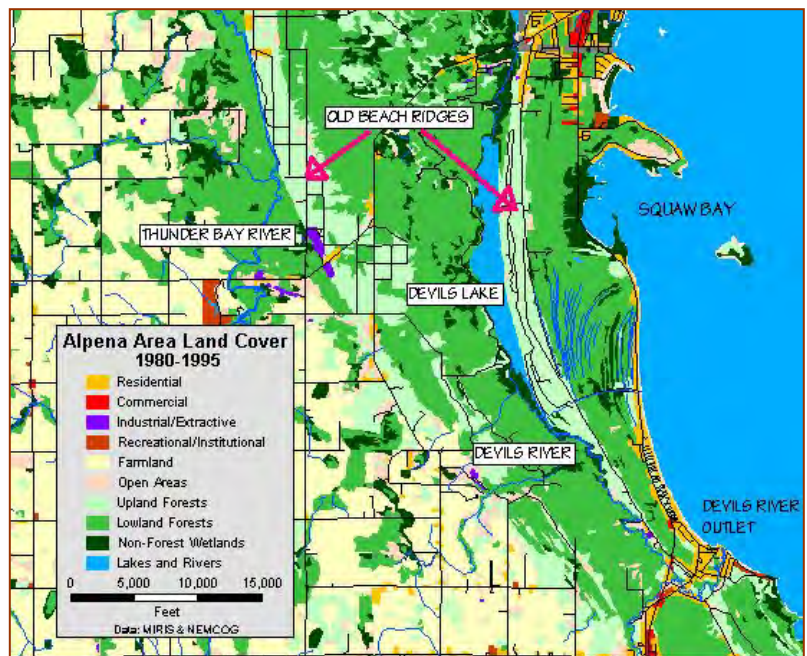 OLD BEACH RIDGES
THUNDER BAY RIVER
SQUAW BAY
DEVILS LAKE
DEVILS RIVER
DEVILS RIVER
OUTLET
Alpena Area Land Cover
1980-1995
Residential
Commercial
Industrial/Extractive
Recreational/Institutional
Farmland
Open Areas
Upland Forests
Lowland Forests
Non-Forest Wetlands
Lakes and Rivers
0 5,000 10,000 15,000
Feet
Data: MIRIS & NEMCOG